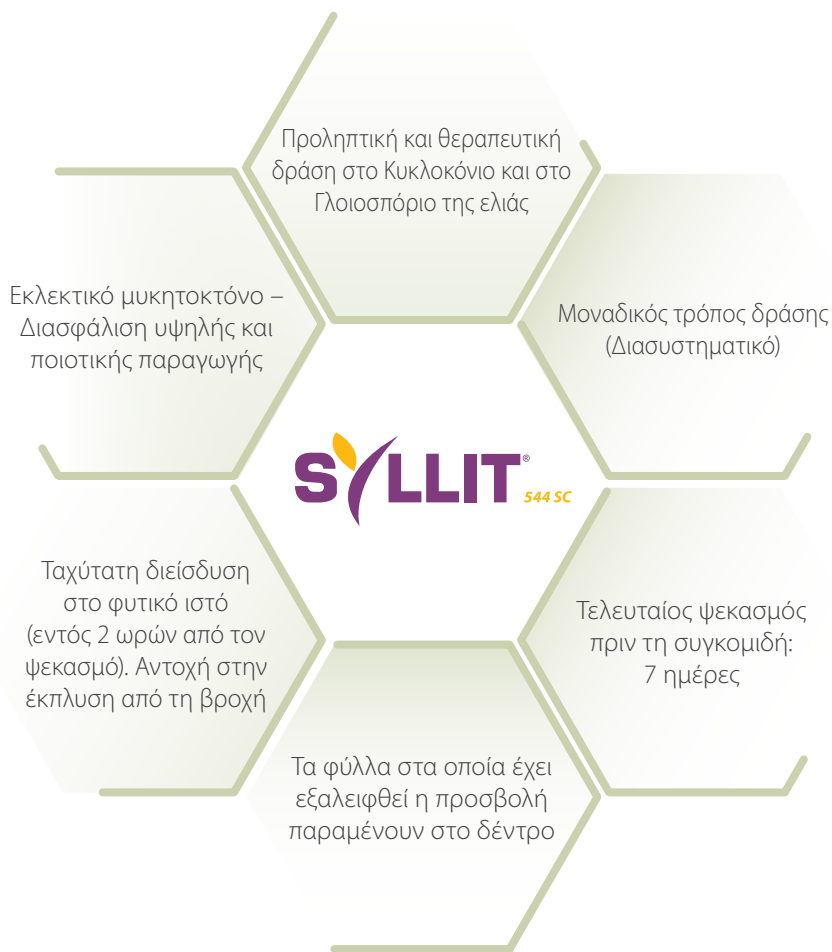 Προληπτική και θεραπευτική
δράση στο Κυκλοκόνιο και στο
Γλοιοσπόριο της ελιάς
Εκλεκτικό μυκητοκτόνο –
Διασφάλιση υψηλής και
ποιοτικής παραγωγής
Μοναδικός τρόπος δράσης
(Διασυστηματικό)
SYLLIT®
544 SC
Ταχύτατη διείσδυση
στο φυτικό ιστό
(εντός 2 ωρών από τον
ψεκασμό). Αντοχή στην
έκπλυση από τη βροχή
Τελευταίος ψεκασμός
πριν τη συγκομιδή:
7 ημέρες
Τα φύλλα στα οποία έχει
εξαλειφθεί η προσβολή
παραμένουν στο δέντρο